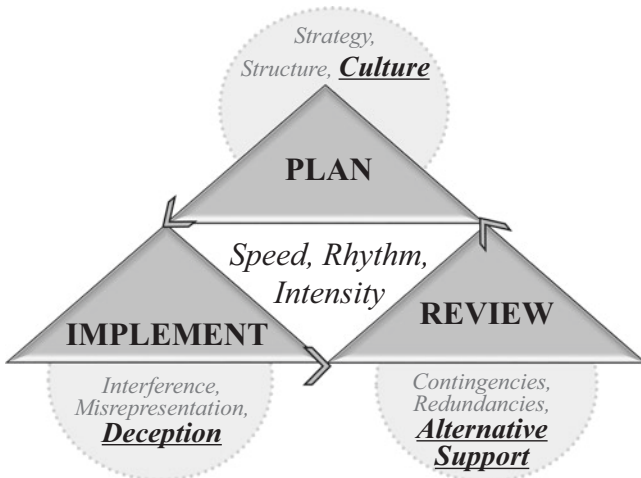 Strategy,
Structure, Culture
PLAN
Speed, Rhythm,
Intensity
IMPLEMENT
REVIEW
Interference,
Misrepresentation,
Deception
Contingencies,
Redundancies,
Alternative
Support